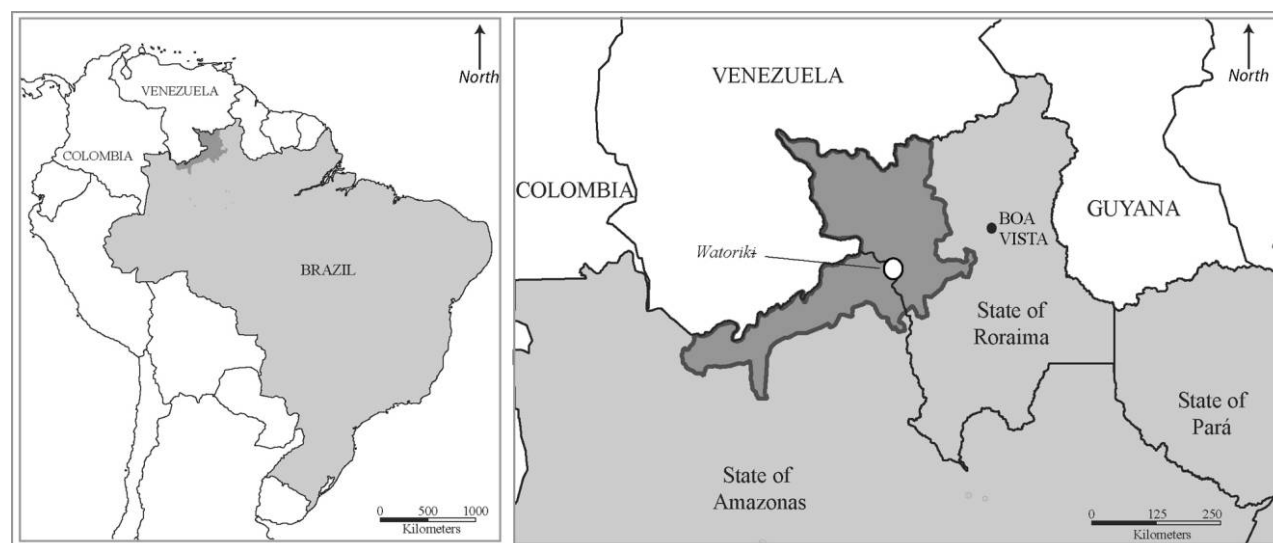 North
VENEZUELA
COLOMBIA
BRAZIL
0 500 1000
Kilometers
North
VENEZUELA
COLOMBIA
GUYANA
BOA
VISTA
Watoriki
State of
Roraima
State of
Pará
State of
Amazonas
0 125 250
Kilometers